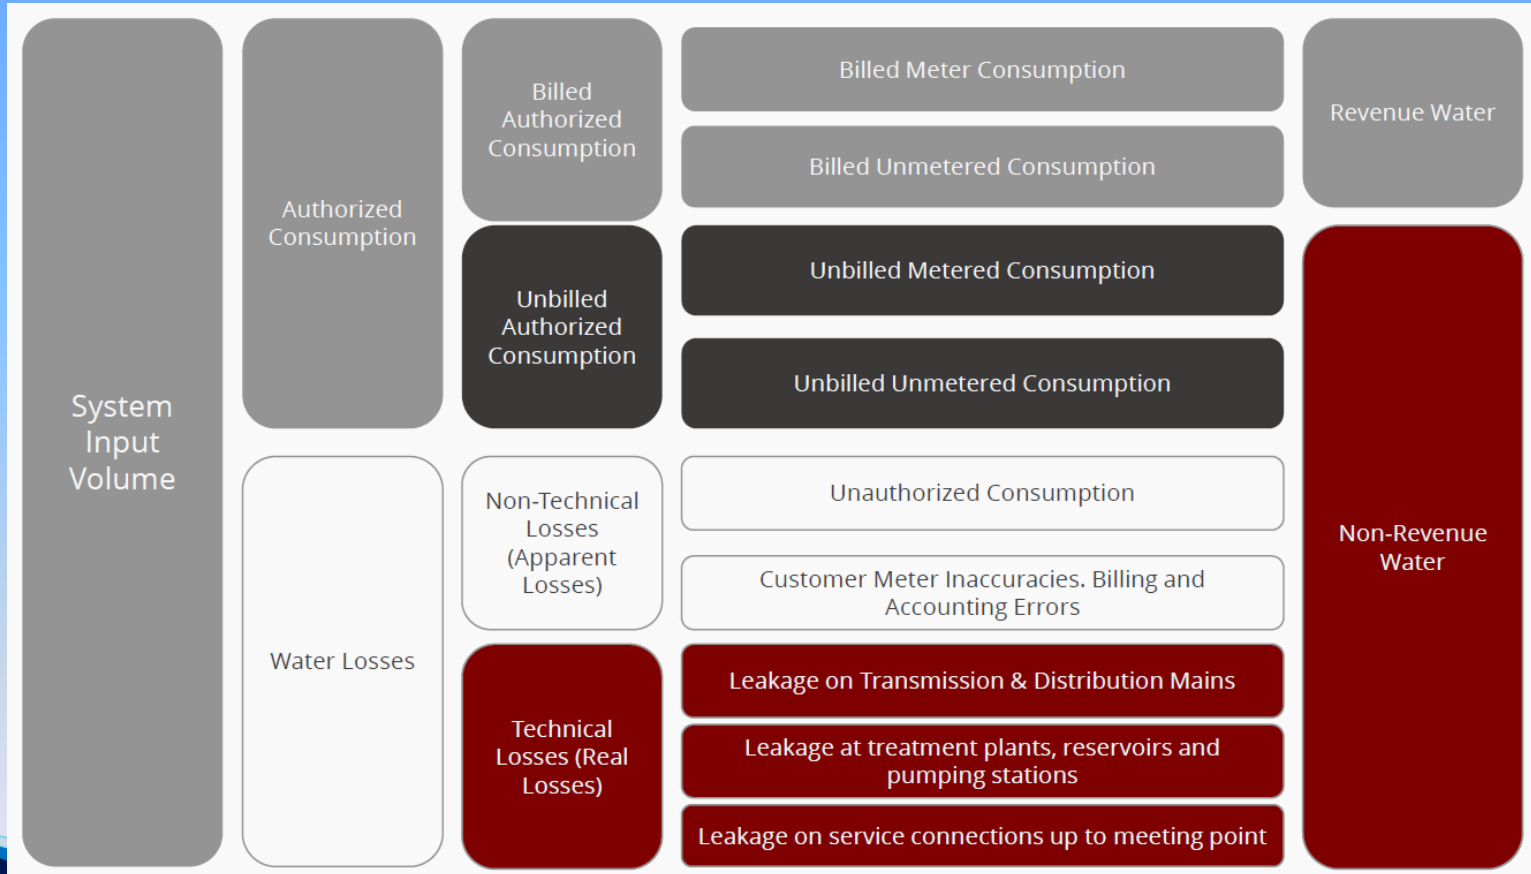 System
Input
Volume
Authorized
Consumption
Water Losses
Billed
Authorized
Consumption
Unbilled
Authorized
Consumption
Non-Technical
Losses
(Apparent
Losses)
Technical
Losses (Real
Losses)
Billed Meter Consumption
Billed Unmetered Consumption
Unbilled Metered Consumption
Unbilled Unmetered Consumption
Unauthorized Consumption
Customer Meter Inaccuracies. Billing and
Accounting Errors
Leakage on Transmission & Distribution Mains
Leakage at treatment plants, reservoirs and
pumping stations
Leakage on service connections up to meeting point
Revenue Water
Non-Revenue
Water